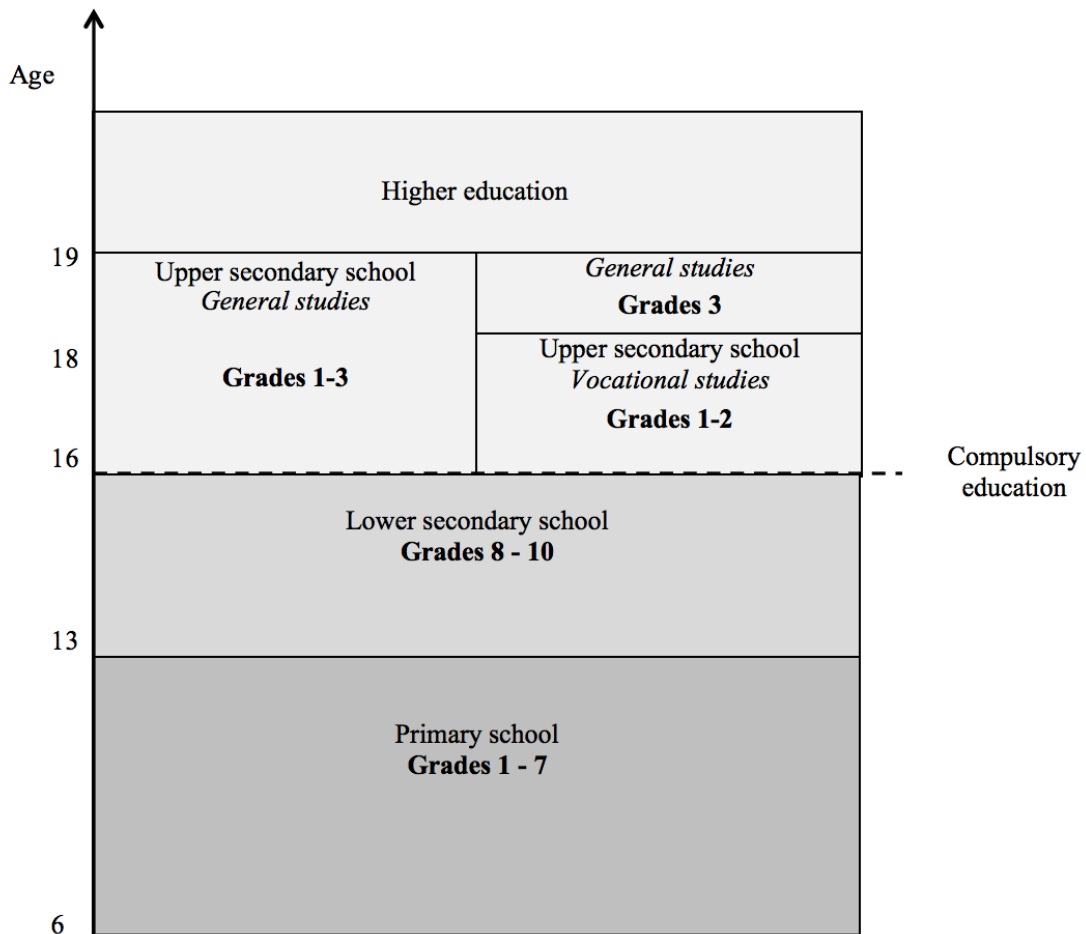 Age
Higher education
19
Upper secondary school
General studies
Grades 1-3
General studies
Grades 3
18
Upper secondary school
Vocational studies
Grades 1-2
16
Compulsory
education
Lower secondary school
Grades 8 - 10
13
Primary school
Grades 1 - 7
6